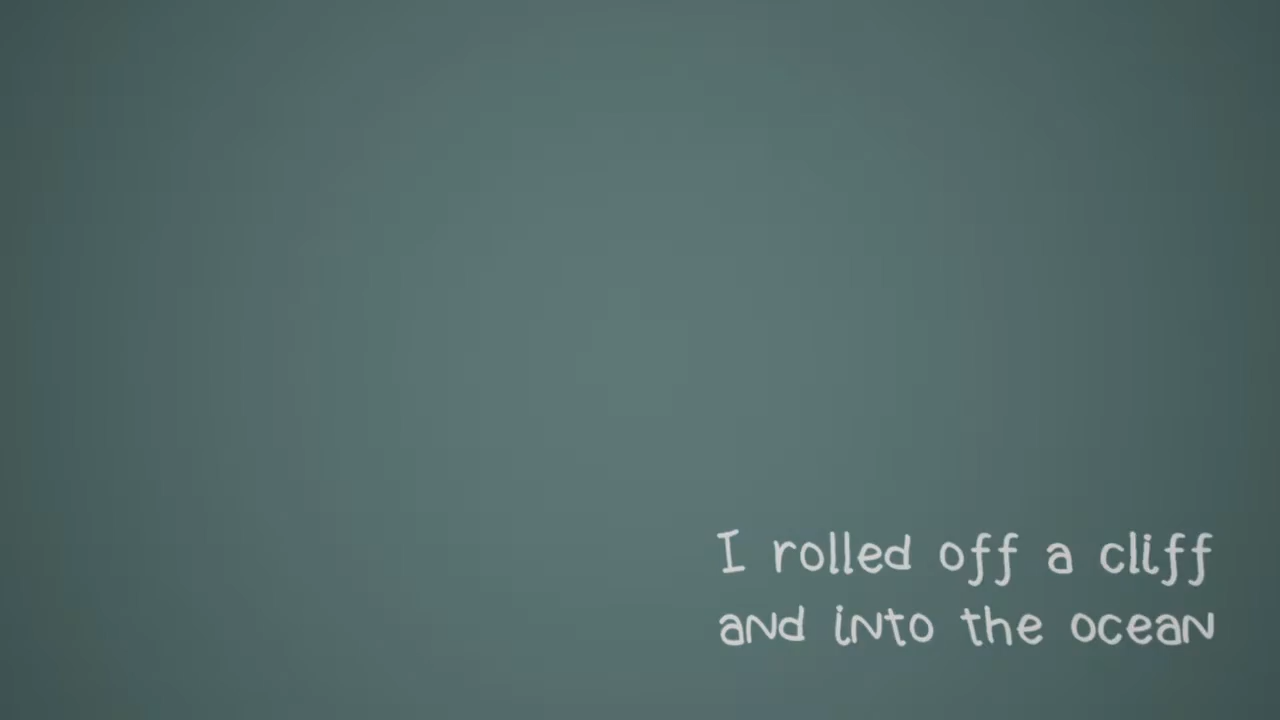 I rolled off a cliff
and into the ocean